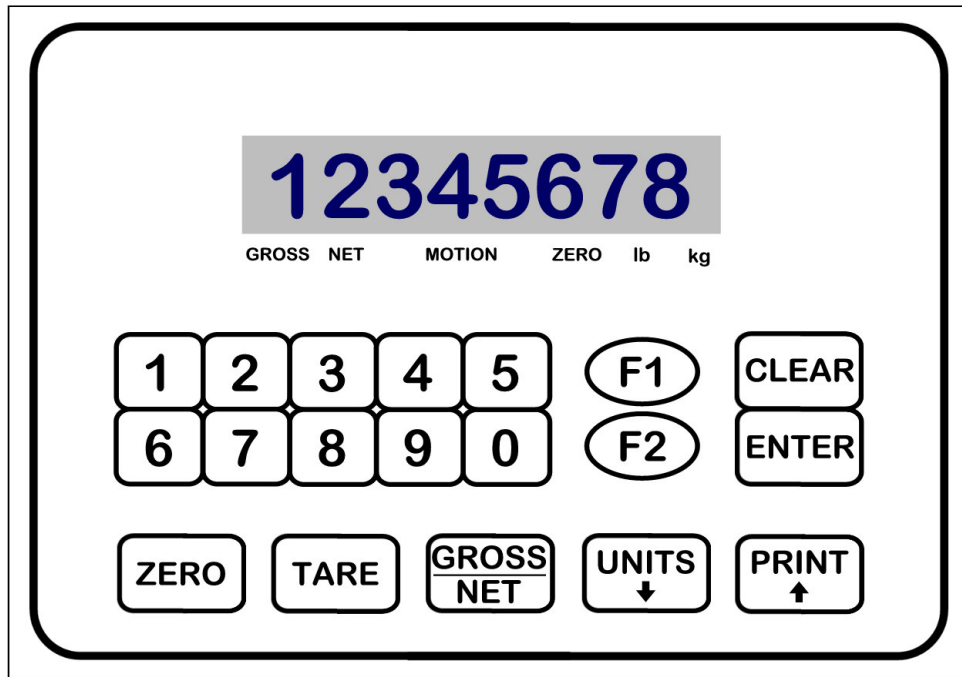 12345678
GROSS NET MOTION ZERO lb kg
1 2 3 4 5 F1 CLEAR
6 7 8 9 0 F2 ENTER
ZERO TARE GROSS UNITS PRINT
NET ↓ ↑